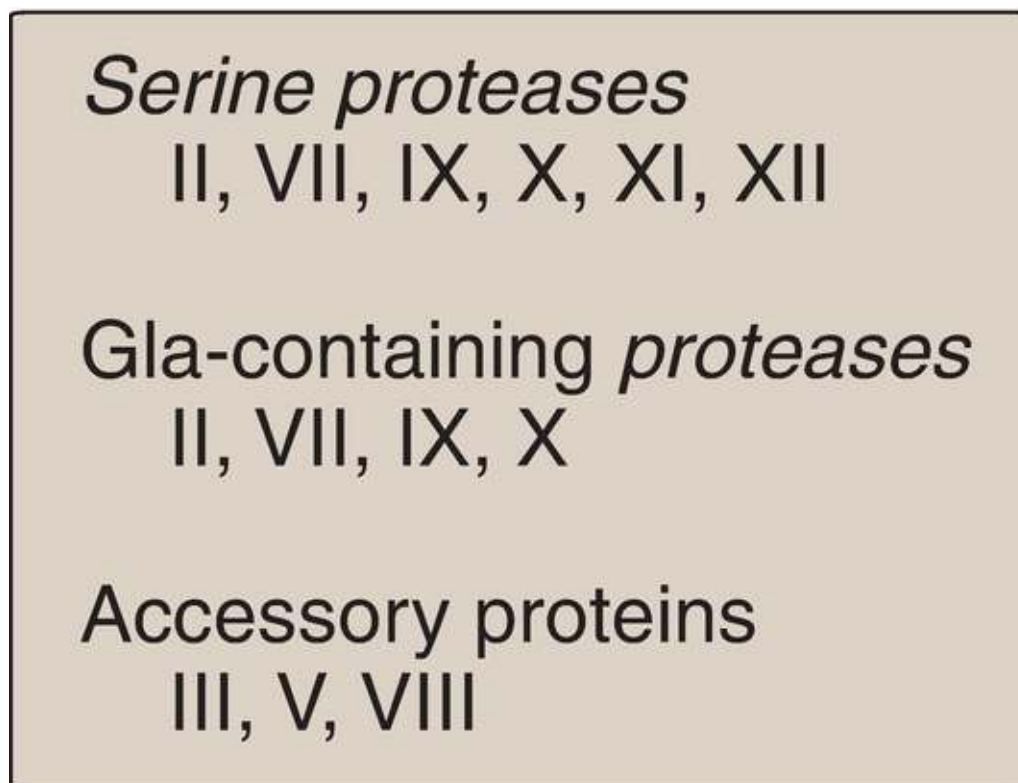 Serine proteases
II, VII, IX, X, XI, XII
Gla-containing proteases
II, VII, IX, X
Accessory proteins
III, V, VIII